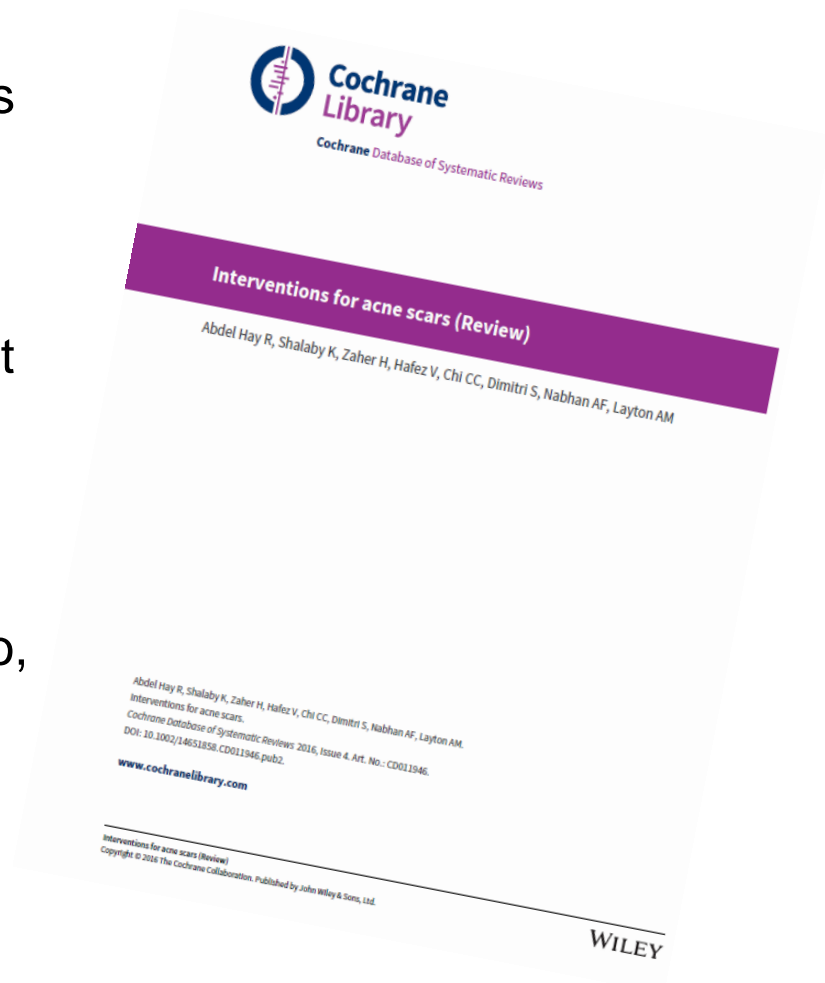 s
t
o,
Cochrane
Library
Cochrane Database of Systematic Reviews
Interventions for acne scars (Review)
Abdel Hay R, Shalaby K, Zaher H, Hafez V, Chi CC, Dimitri S, Nabhan AF, Layton AM
Abdel Hay R, Shalaby K, Zaher H, Hafez V, Chi CC, Dimitri S, Nabhan AF, Layton AM.
Interventions for acne scars.
Cochrane Database of Systematic Reviews 2016, Issue 4. Art. No.: CD011946.
DOI: 10.1002/14651858.CD011946.pub2.
www.cochranelibrary.com
Interventions for acne scars (Review)
Copyright © 2016 The Cochrane Collaboration. Published by John Wiley & Sons, Ltd.
WILEY